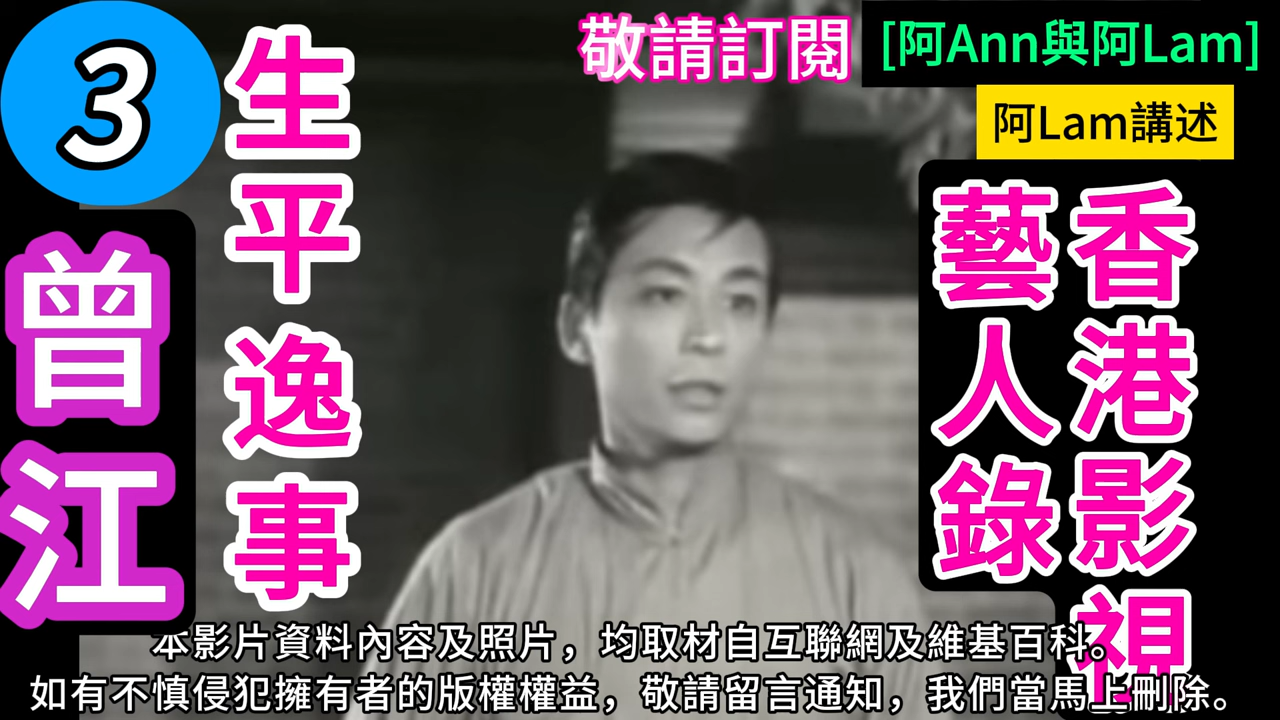 3
曾江
生平逸事
敬請訂閱
[阿Ann與阿Lam]
阿Lam講述
香港影視
藝人錄
本影片資料內容及照片，均取材自互聯網及維基百科。
如有不慎侵犯擁有者的版權權益，敬請留言通知，我們當馬上刪除。